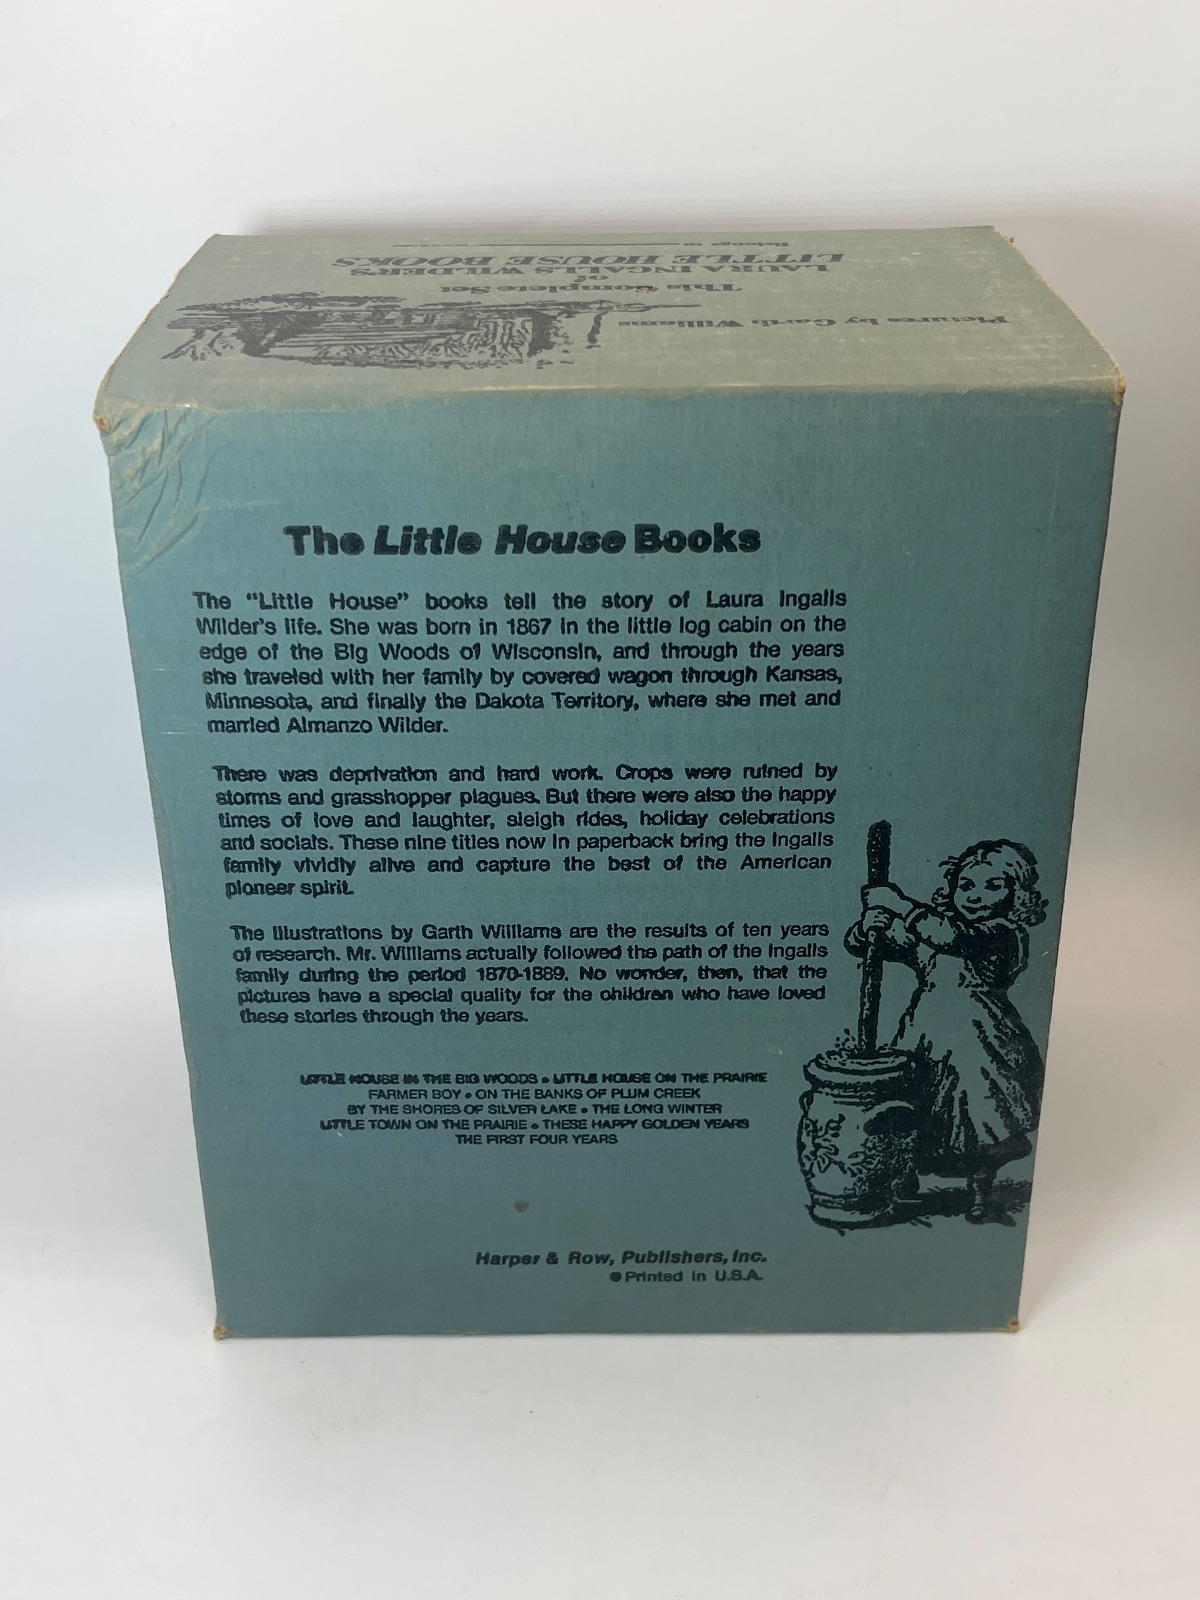 Belongs to
LITTLE HOUSE BOOKS
LAURA INGALLS WILDER'S
of
This Complete Set
Pictures by Garth Williams
The Little House Books
The "Little House" books tell the story of Laura Ingalls
Wilder's life. She was born in 1867 in the little log cabin on the
edge of the Big Woods of Wisconsin, and through the years
she traveled with her family by covered wagon through Kansas,
Minnesota, and finally the Dakota Territory, where she met and
married Almanzo Wilder.
There was deprivation and hard work. Crops were ruined by
storms and grasshopper plagues. But there were also the happy
times of love and laughter, sleigh rides, holiday celebrations
and socials. These nine titles now in paperback bring the Ingalls
family vividly alive and capture the best of the American
pioneer spirit.
The illustrations by Garth Williams are the results of ten years
of research. Mr. Williams actually followed the path of the Ingalls
family during the period 1870-1889. No wonder, then, that the
pictures have a special quality for the children who have loved
these stories through the years.
LITTLE HOUSE IN THE BIG WOODS • LITTLE HOUSE ON THE PRAIRIE
FARMER BOY • ON THE BANKS OF PLUM CREEK
BY THE SHORES OF SILVER LAKE • THE LONG WINTER
LITTLE TOWN ON THE PRAIRIE • THESE HAPPY GOLDEN YEARS
THE FIRST FOUR YEARS
Harper & Row, Publishers, Inc.
Printed in U.S.A.